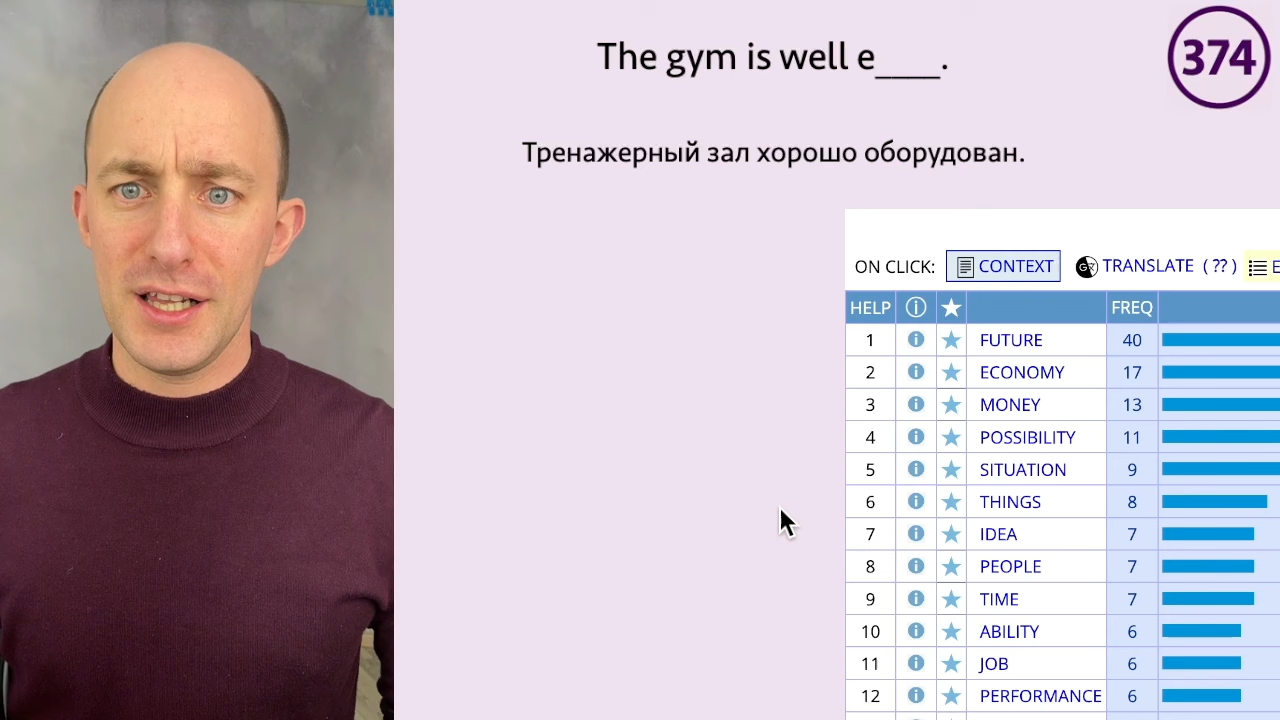 The gym is well e____.
374
Тренажерный зал хорошо оборудован.
ON CLICK: CONTEXT TRANSLATE ( ?? ) E
HELP FREQ
1 FUTURE 40
2 ECONOMY 17
3 MONEY 13
4 POSSIBILITY 11
5 SITUATION 9
6 THINGS 8
7 IDEA 7
8 PEOPLE 7
9 TIME 7
10 ABILITY 6
11 JOB 6
12 PERFORMANCE 6